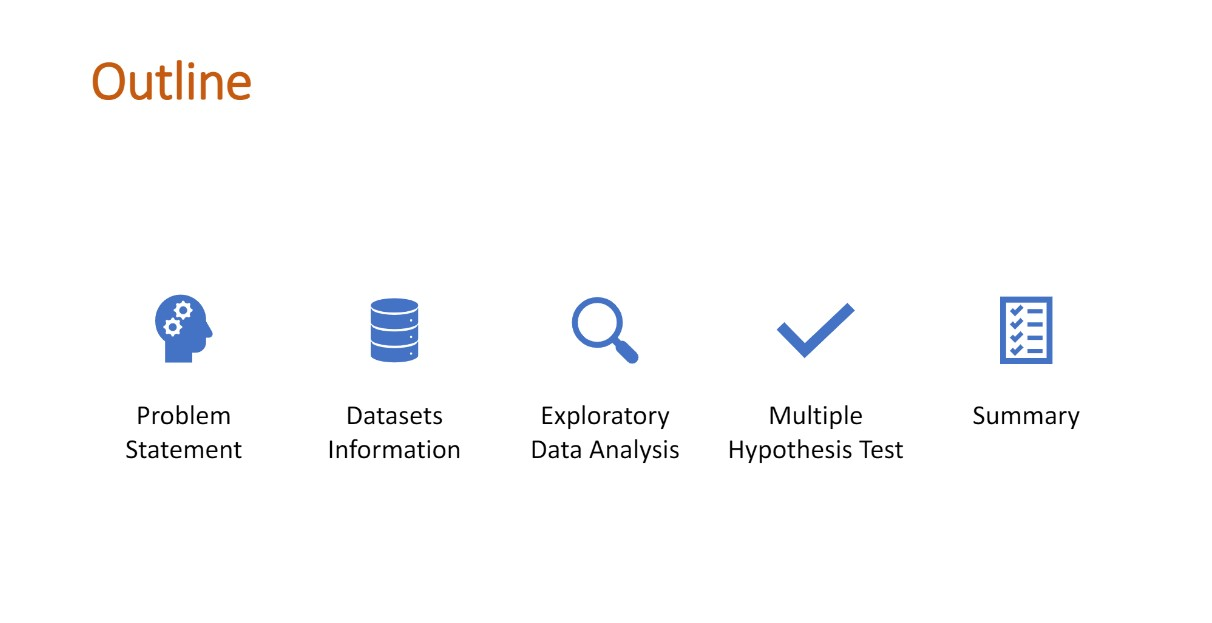 Outline
Problem
Statement
Datasets
Information
Exploratory
Data Analysis
Multiple
Hypothesis Test
Summary